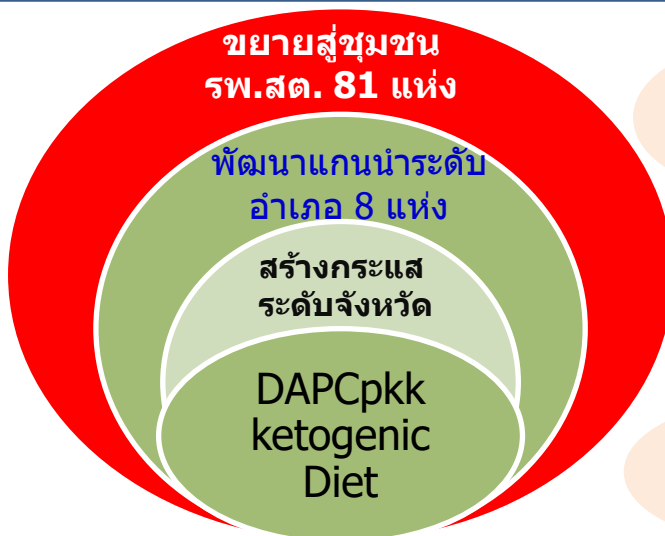 ขยายสู่ชุมชน
รพ.สต. 81 แห่ง
พัฒนาแกนนำระดับ
อำเภอ 8 แห่ง
สร้างกระแส
ระดับจังหวัด
DAPCpkk
ketogenic
Diet